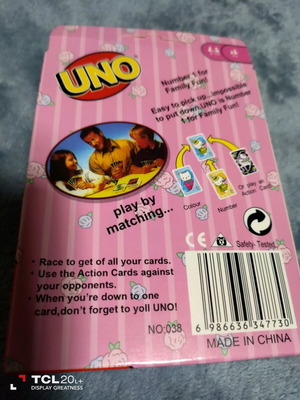 UNO
Number 1 for
Family Fun!
Easy to pick up...impossible
to put down.UNO is Number
1 for Family Fun!
play by
matching...
Colour
Number
Or play an
Action
Cards
CE
Safety- Tested
• Race to get of all your cards.
• Use the Action Cards against
your opponents.
• When you're down to one
card,don't forget to yoll UNO!
NO:038
6 986636 347730
MADE IN CHINA
TCL 20L+
DISPLAY GREATNESS